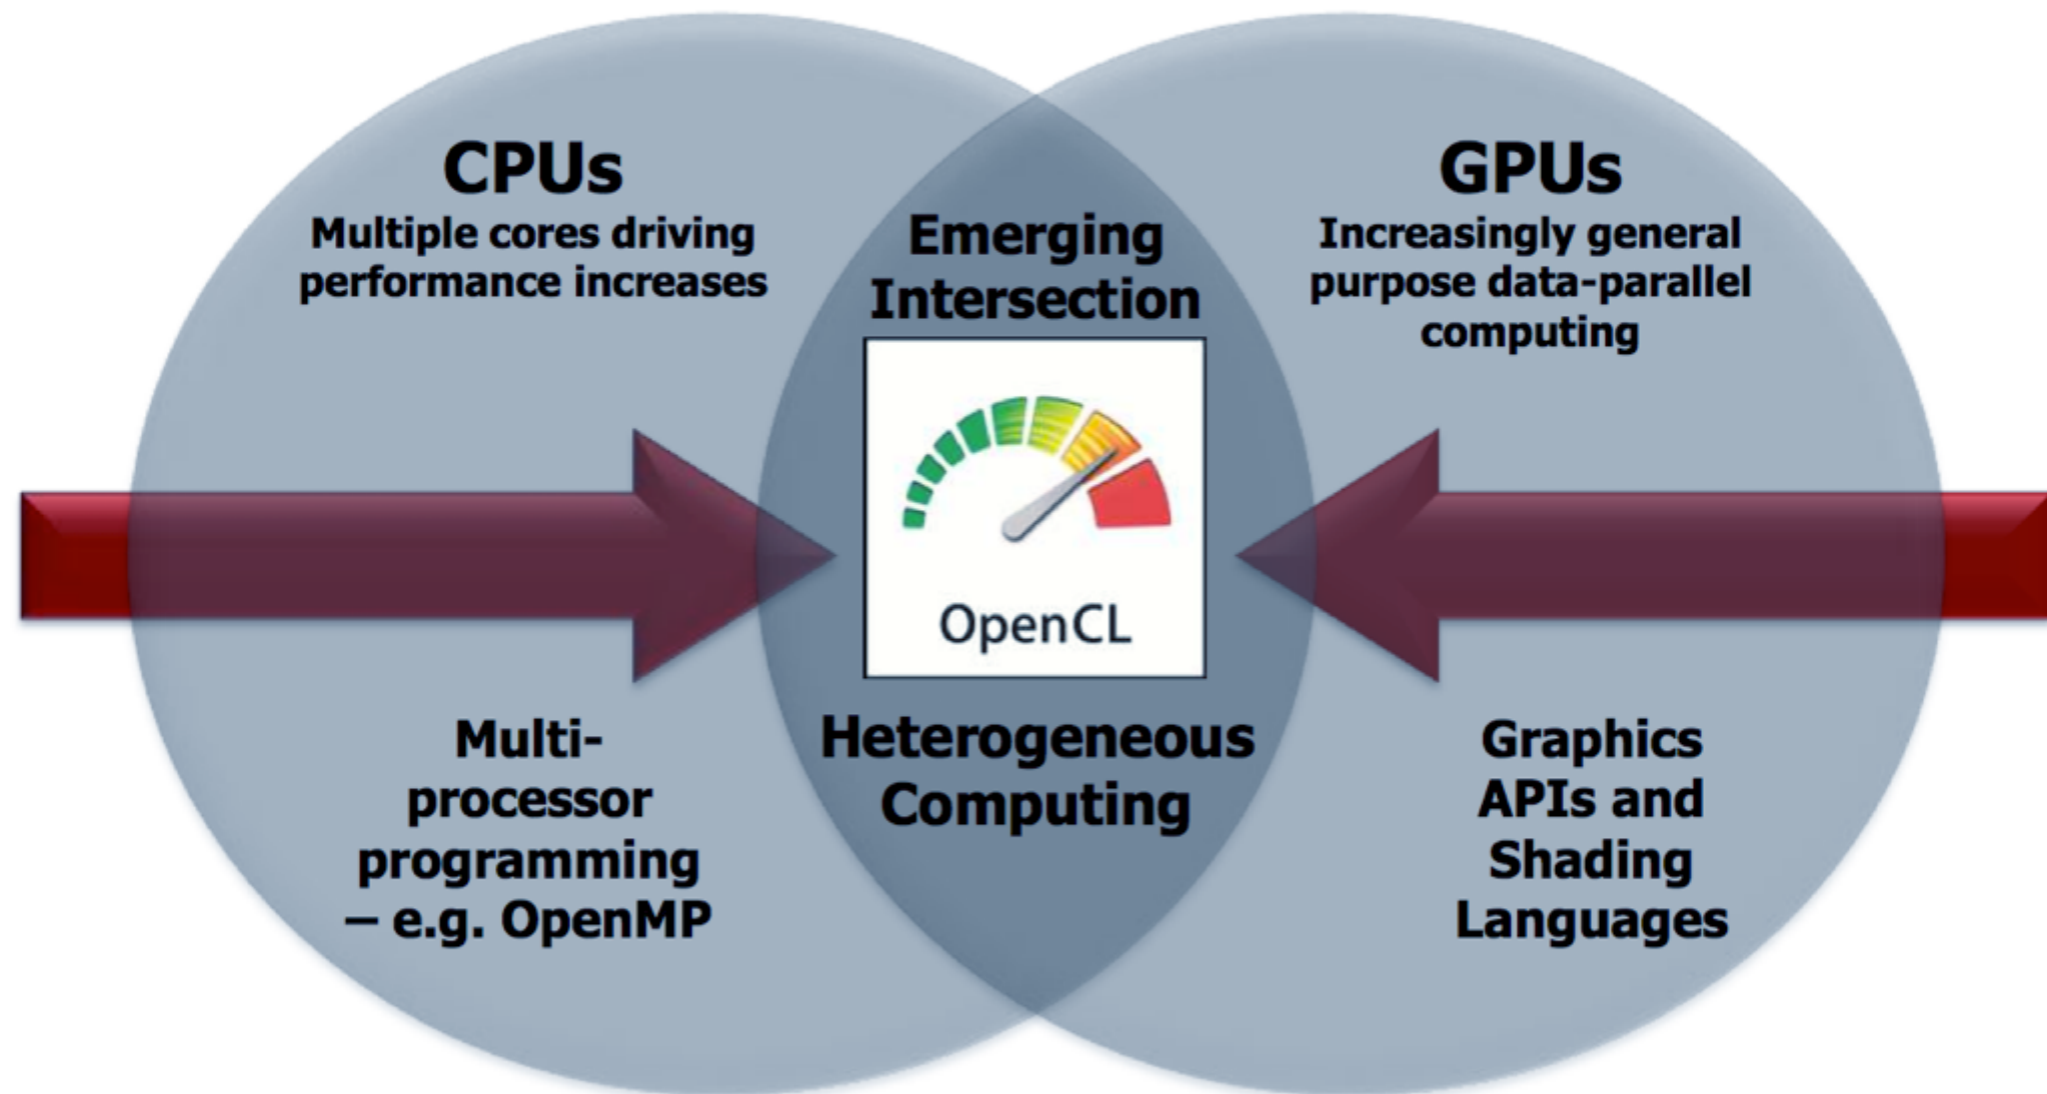 CPUs
Multiple cores driving
performance increases
Multi-
processor
programming
– e.g. OpenMP
Emerging
Intersection
OpenCL
Heterogeneous
Computing
GPUs
Increasingly general
purpose data-parallel
computing
Graphics
APIs and
Shading
Languages